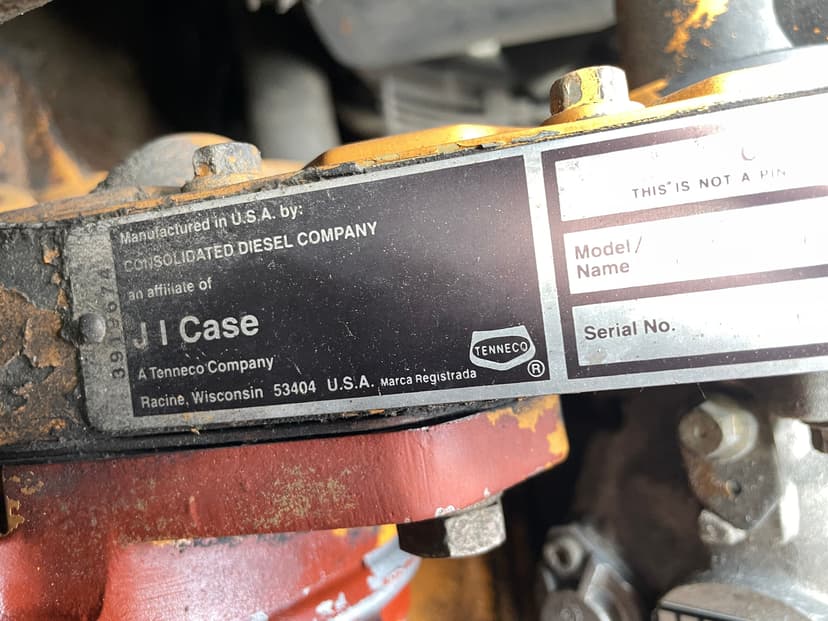 Manufactured in U.S.A. by:
CONSOLIDATED DIESEL COMPANY
an affiliate of
J I Case
A Tenneco Company
Racine, Wisconsin 53404 U.S.A. Marca Registrada
TENNECO
®
3919674
THIS IS NOT A PIN
Model/
Name
Serial No.